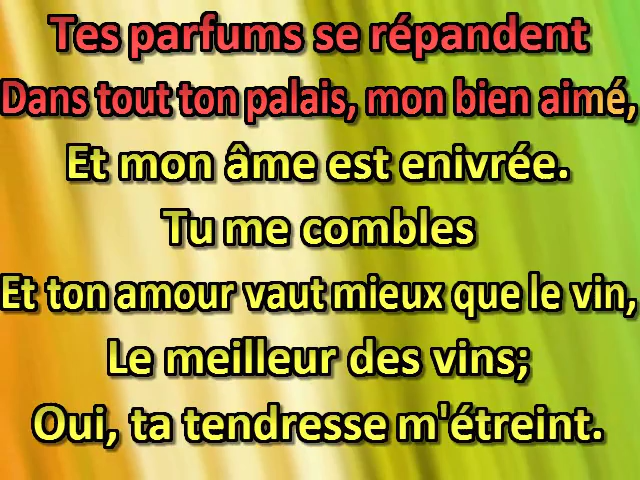 Tes parfums se répandent
Dans tout ton palais, mon bien aimé,
Et mon âme est enivrée.
Tu me combles
Et ton amour vaut mieux que le vin,
Le meilleur des vins;
Oui, ta tendresse m'étreint.